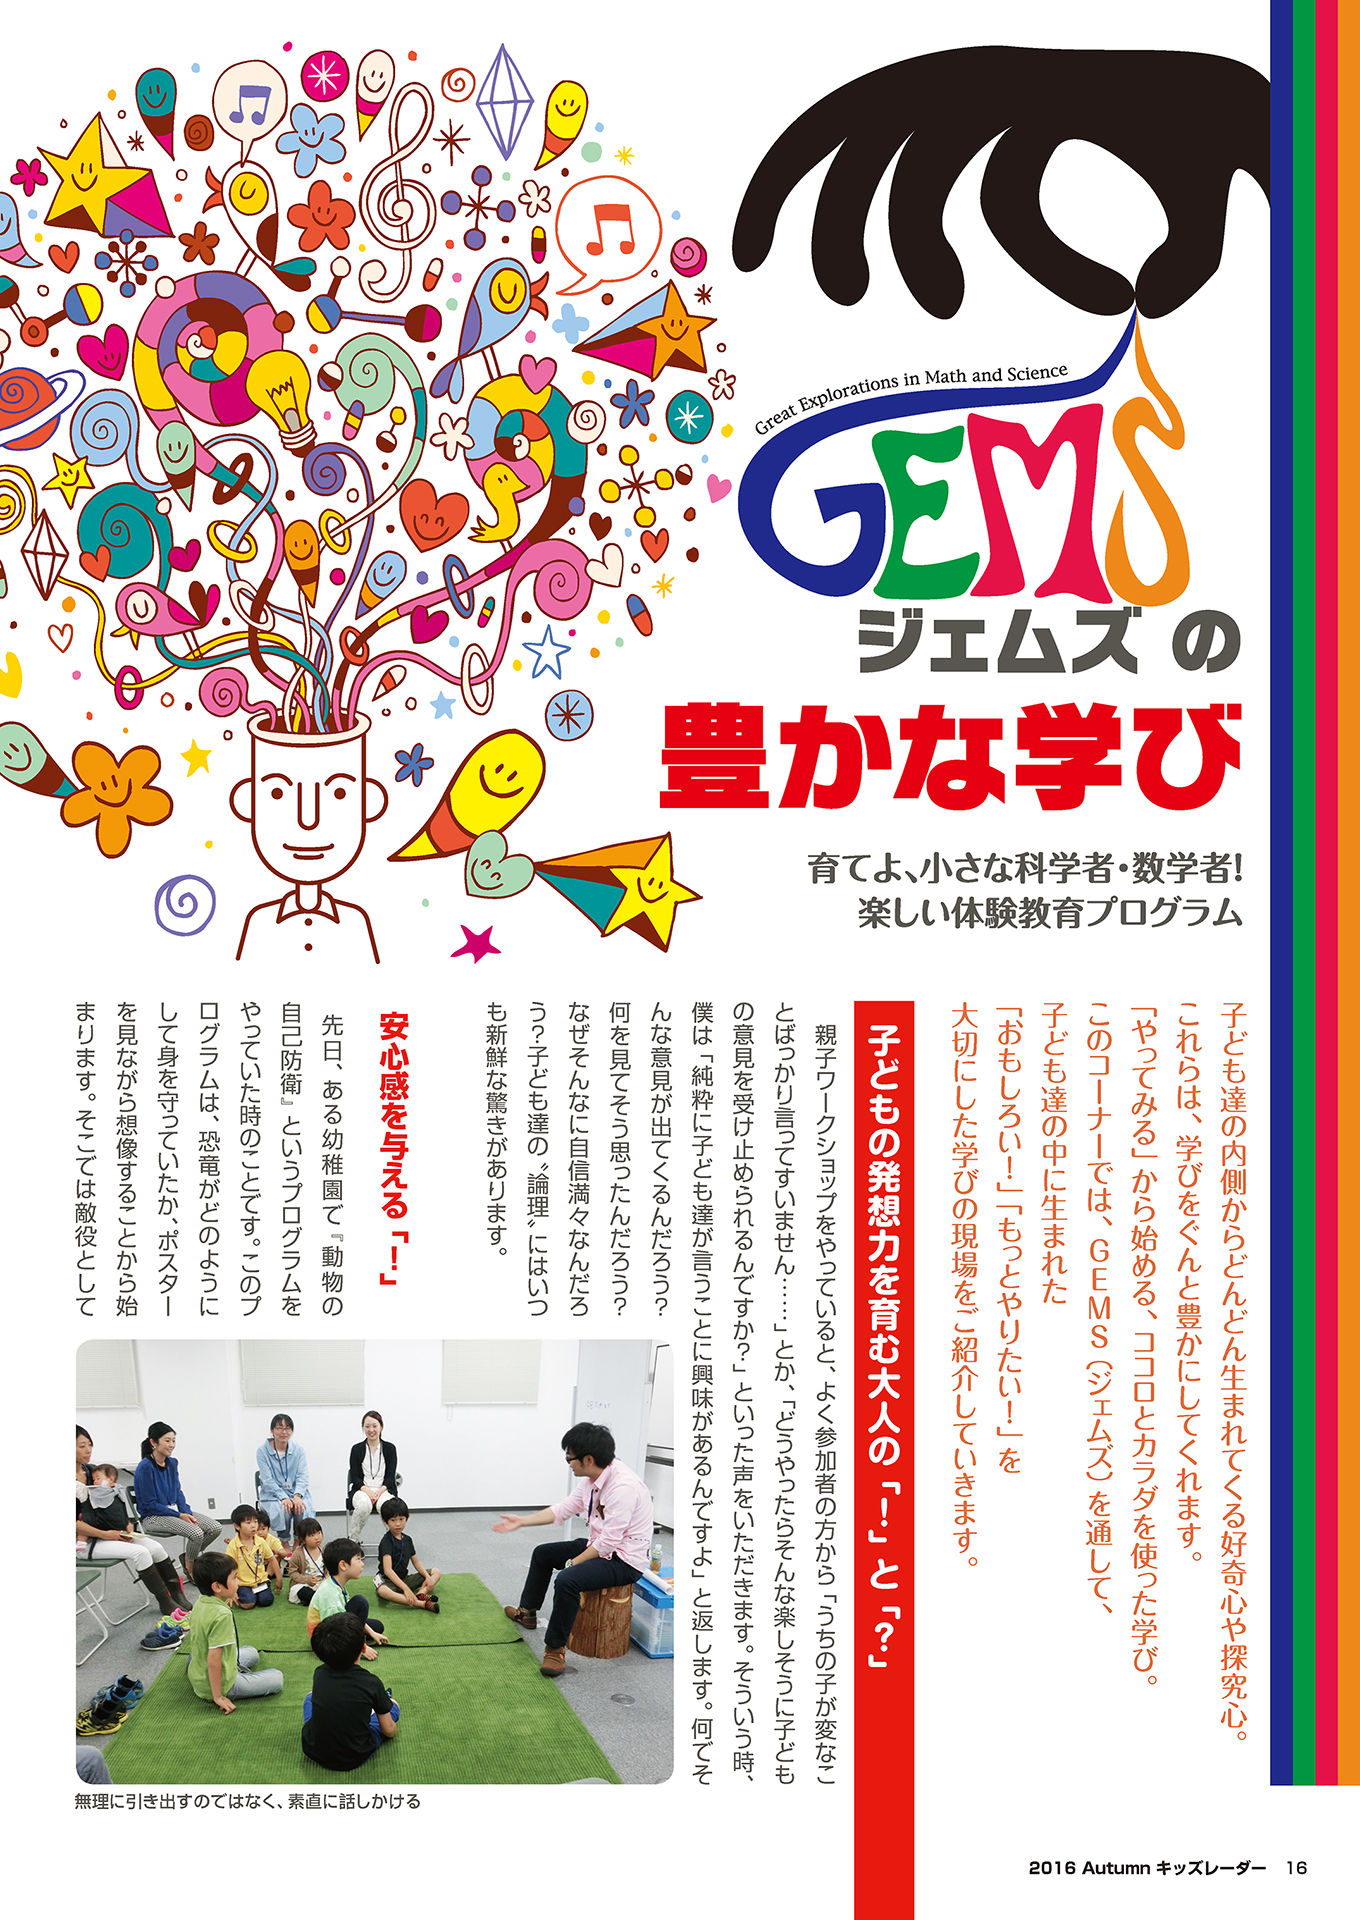 Great Explorations in Math and Science
GEMS
ジェムズ の
豊かな学び
育てよ、小さな科学者・数学者!
楽しい体験教育プログラム
子ども達の内側からどんどん生まれてくる好奇心や探究心。
これらは、学びをぐんと豊かにしてくれます。
「やってみる」から始める、ココロとカラダを使った学び。
このコーナーでは、GEMS(ジェムズ)を通して、
子ども達の中に生まれた
「おもしろい!」「もっとやりたい!」を
大切にした学びの現場をご紹介していきます。
子どもの発想力を育む大人の「!」と「?」
親子ワークショップをやっていると、よく参加者の方から「うちの子が変なこ
とばっかり言ってすいません……」とか、「どうやったらそんな楽しそうに子ども
の意見を受け止められるんですか?」といった声をいただきます。そういう時、
僕は「純粋に子ども達が言うことに興味があるんですよ」と返します。何でそ
んな意見が出てくるんだろう?
何を見てそう思ったんだろう?
なぜそんなに自信満々なんだろ
う?子ども達の〝論理〟にはいつ
も新鮮な驚きがあります。
安心感を与える「!」
先日、ある幼稚園で『動物の
自己防衛』というプログラムを
やっていた時のことです。このプ
ログラムは、恐竜がどのように
して身を守っていたか、ポスター
を見ながら想像することから始
まります。そこでは敵役として
無理に引き出すのではなく、素直に話しかける
2016 Autumn キッズレーダー 16